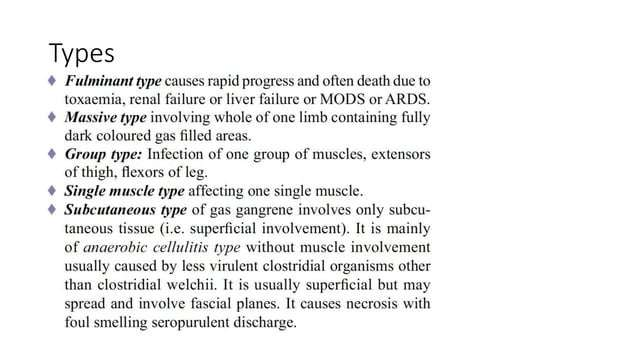 Types
♦ Fulminant type causes rapid progress and often death due to
toxaemia, renal failure or liver failure or MODS or ARDS.
♦ Massive type involving whole of one limb containing fully
dark coloured gas filled areas.
♦ Group type: Infection of one group of muscles, extensors
of thigh, flexors of leg.
♦ Single muscle type affecting one single muscle.
♦ Subcutaneous type of gas gangrene involves only subcu-
taneous tissue (i.e. superficial involvement). It is mainly
of anaerobic cellulitis type without muscle involvement
usually caused by less virulent clostridial organisms other
than clostridial welchii. It is usually superficial but may
spread and involve fascial planes. It causes necrosis with
foul smelling seropurulent discharge.